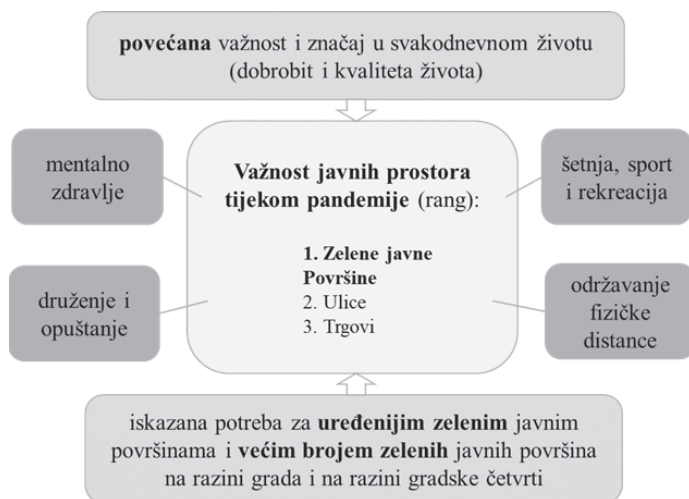 povećana važnost i značaj u svakodnevnom životu
(dobrobit i kvaliteta života)
mentalno
zdravlje
Važnost javnih prostora
tijekom pandemije (rang):
1. Zelene javne
Površine
2. Ulice
3. Trgovi
šetnja, sport
i rekreacija
druženje i
opuštanje
održavanje
fizičke
distance
iskazana potreba za uređenijim zelenim javnim
površinama i većim brojem zelenih javnih površina
na razini grada i na razini gradske četvrti